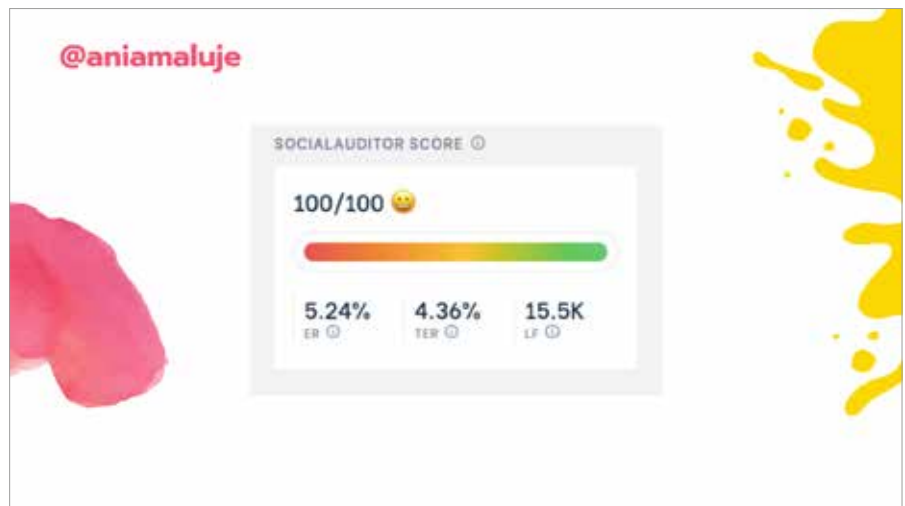 @aniamaluje
SOCIALAUDITOR SCORE
100/100 😀
5.24% 4.36% 15.5K
ER TER LF